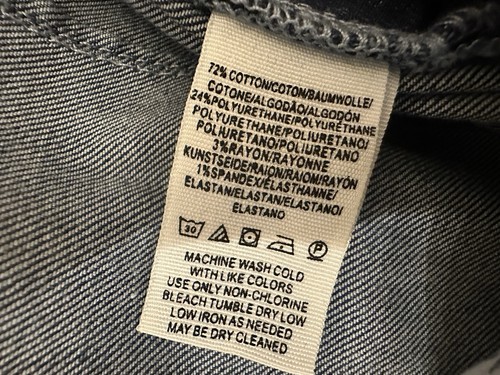 72% COTTON/COTON/BAUMWOLLE/
COTONE/ALGODÃO/ALGODÓN
24%POLYURETHANE/POLYURÉTHANE
POLYURETHANE/POLIURETANO/
POLIURETANO/POLIURETANO
3%RAYON/RAYONNE
KUNSTSEIDE/RAION/RAIOM/RAYÓN
1%SPANDEX/ÉLASTHANNE/
ELASTAN/ELASTAN/ELASTANO/
ELASTANO
30 P
MACHINE WASH COLD
WITH LIKE COLORS
USE ONLY NON-CHLORINE
BLEACH TUMBLE DRY LOW
LOW IRON AS NEEDED
MAY BE DRY CLEANED